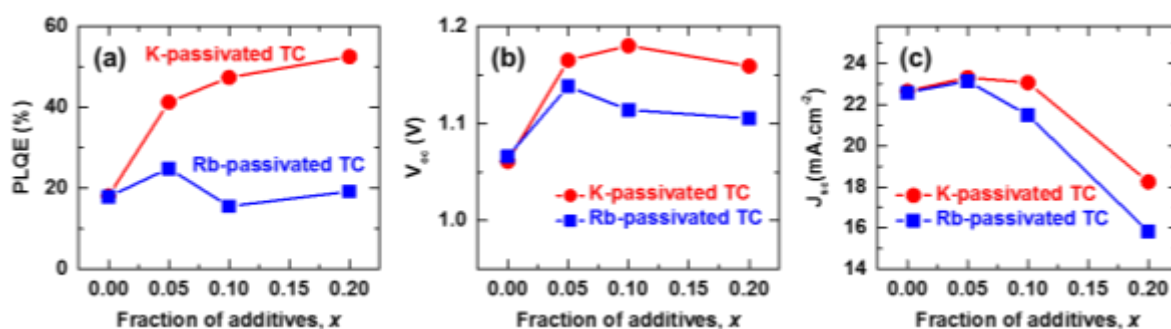 (a)
K-passivated TC
Rb-passivated TC
PLQE (%)
60
40
20
0
0.00 0.05 0.10 0.15 0.20
Fraction of additives, x
(b)
K-passivated TC
Rb-passivated TC
Voc (V)
1.2
1.1
1.0
0.00 0.05 0.10 0.15 0.20
Fraction of additives, x
(c)
K-passivated TC
Rb-passivated TC
Jsc(mA.cm-2)
24
22
20
18
16
14
0.00 0.05 0.10 0.15 0.20
Fraction of additives, x